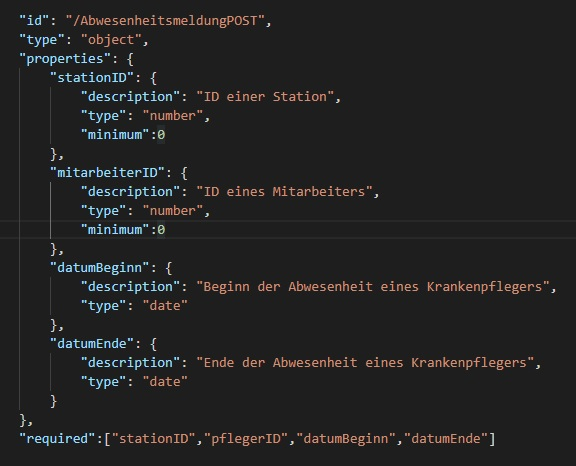 "id": "/AbwesenheitsmeldungPOST",
"type": "object",
"properties": {
"stationID": {
"description": "ID einer Station",
"type": "number",
"minimum":0
},
"mitarbeiterID": {
"description": "ID eines Mitarbeiters",
"type": "number",
"minimum":0
},
"datumBeginn": {
"description": "Beginn der Abwesenheit eines Krankenpflegers",
"type": "date"
},
"datumEnde": {
"description": "Ende der Abwesenheit eines Krankenpflegers",
"type": "date"
}
},
"required":["stationID","pflegerID","datumBeginn","datumEnde"]